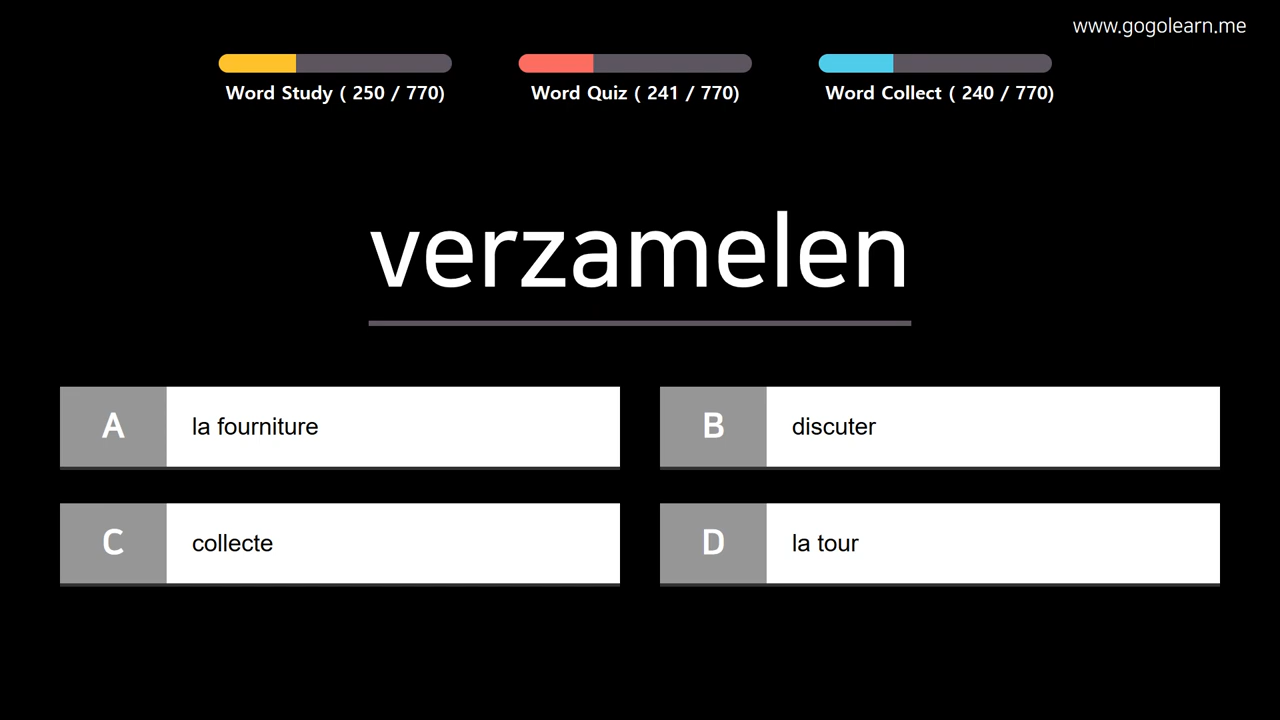 www.gogolearn.me
Word Study ( 250 / 770)
Word Quiz ( 241 / 770)
Word Collect ( 240 / 770)
verzamelen
A la fourniture
B discuter
C collecte
D la tour